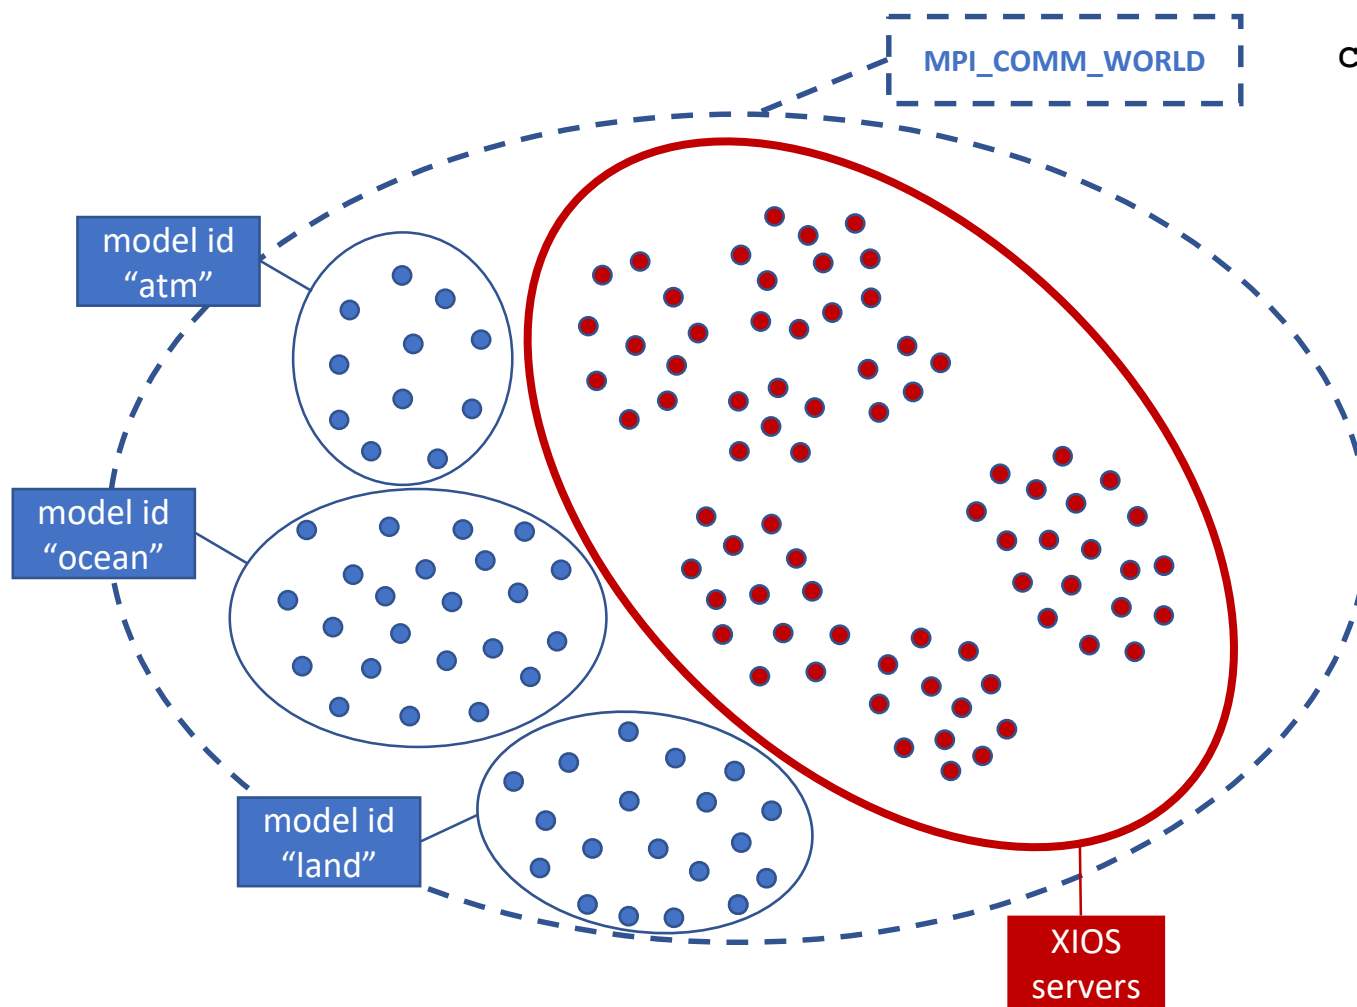 MPI_COMM_WORLD
C
model id
“atm”
model id
“ocean”
model id
“land”
XIOS
servers